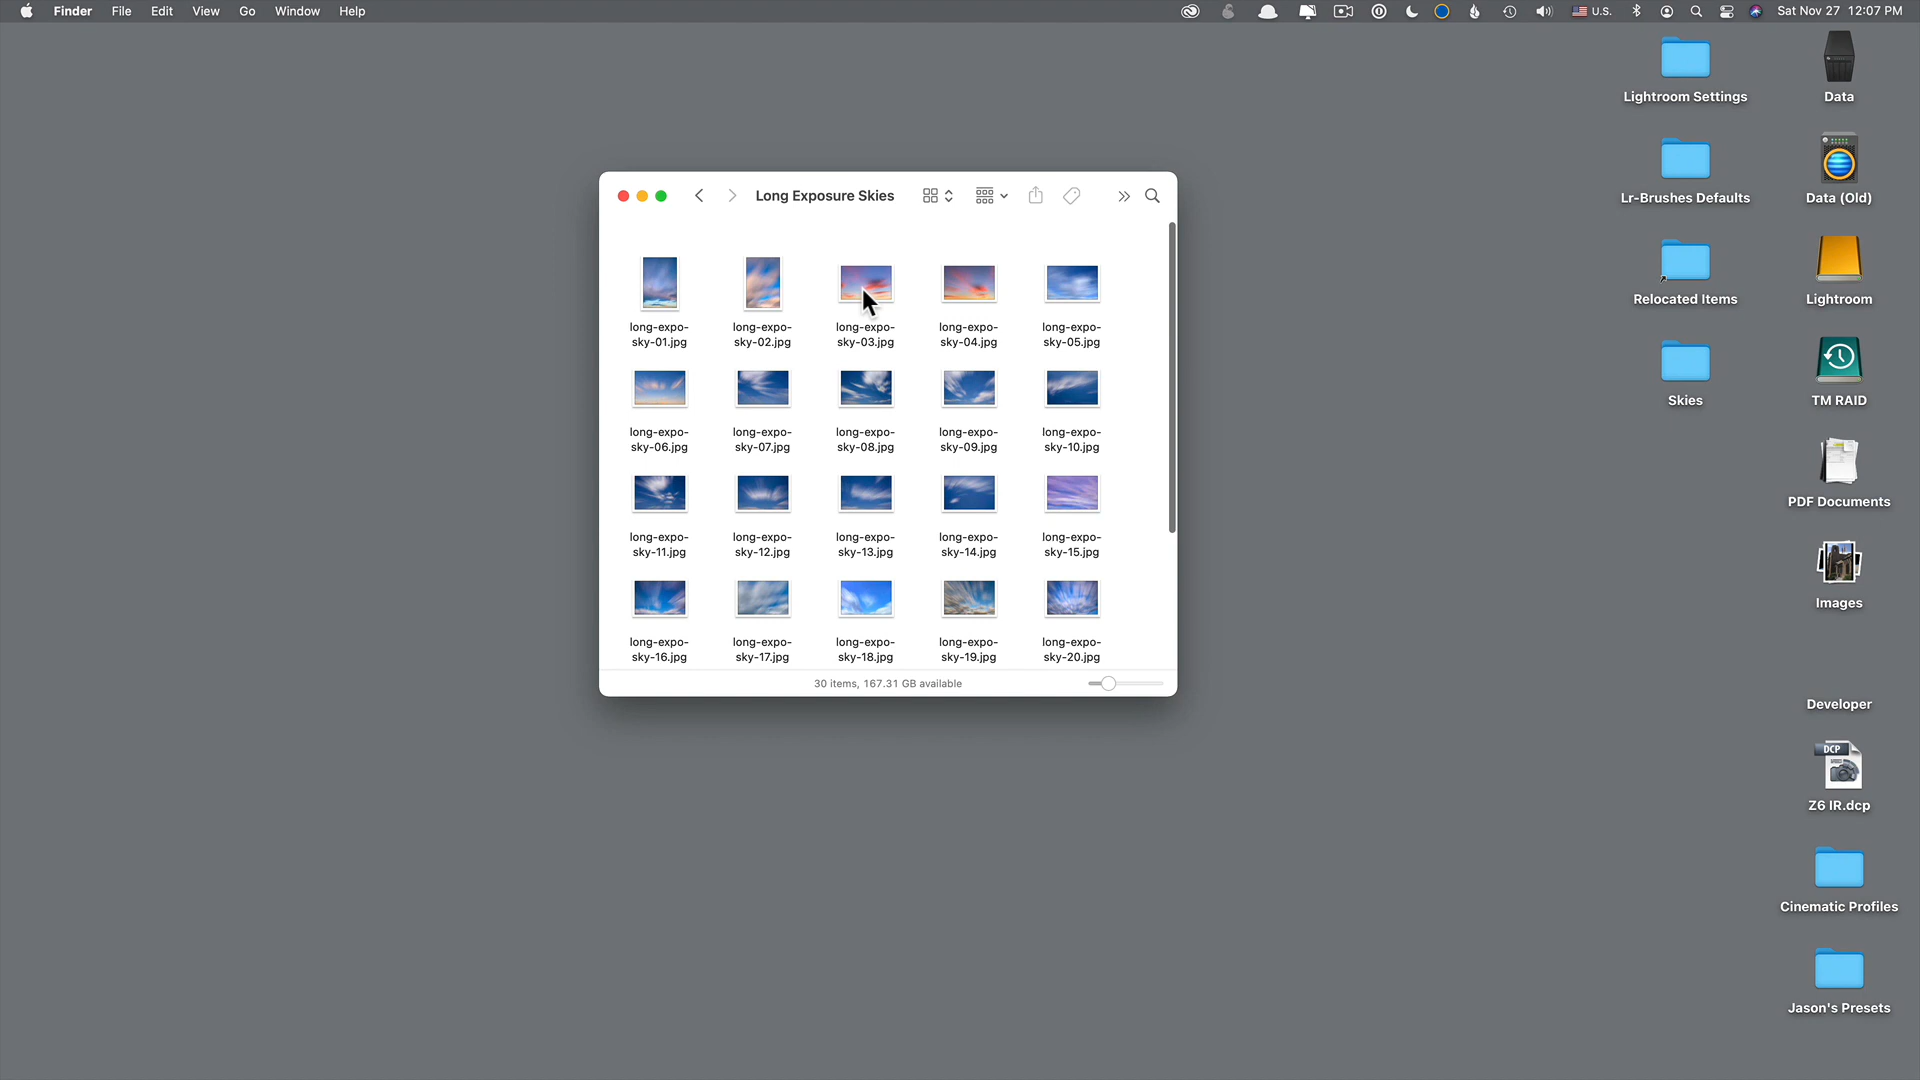 Finder File Edit View Go Window Help
U.S. Sat Nov 27 12:07 PM
Lightroom Settings
Data
Lr-Brushes Defaults
Data (Old)
Relocated Items
Lightroom
Skies
TM RAID
PDF Documents
Images
Developer
DCP
Z6 IR.dcp
Cinematic Profiles
Jason's Presets
Long Exposure Skies
long-expo-
sky-01.jpg
long-expo-
sky-02.jpg
long-expo-
sky-03.jpg
long-expo-
sky-04.jpg
long-expo-
sky-05.jpg
long-expo-
sky-06.jpg
long-expo-
sky-07.jpg
long-expo-
sky-08.jpg
long-expo-
sky-09.jpg
long-expo-
sky-10.jpg
long-expo-
sky-11.jpg
long-expo-
sky-12.jpg
long-expo-
sky-13.jpg
long-expo-
sky-14.jpg
long-expo-
sky-15.jpg
long-expo-
sky-16.jpg
long-expo-
sky-17.jpg
long-expo-
sky-18.jpg
long-expo-
sky-19.jpg
long-expo-
sky-20.jpg
30 items, 167.31 GB available